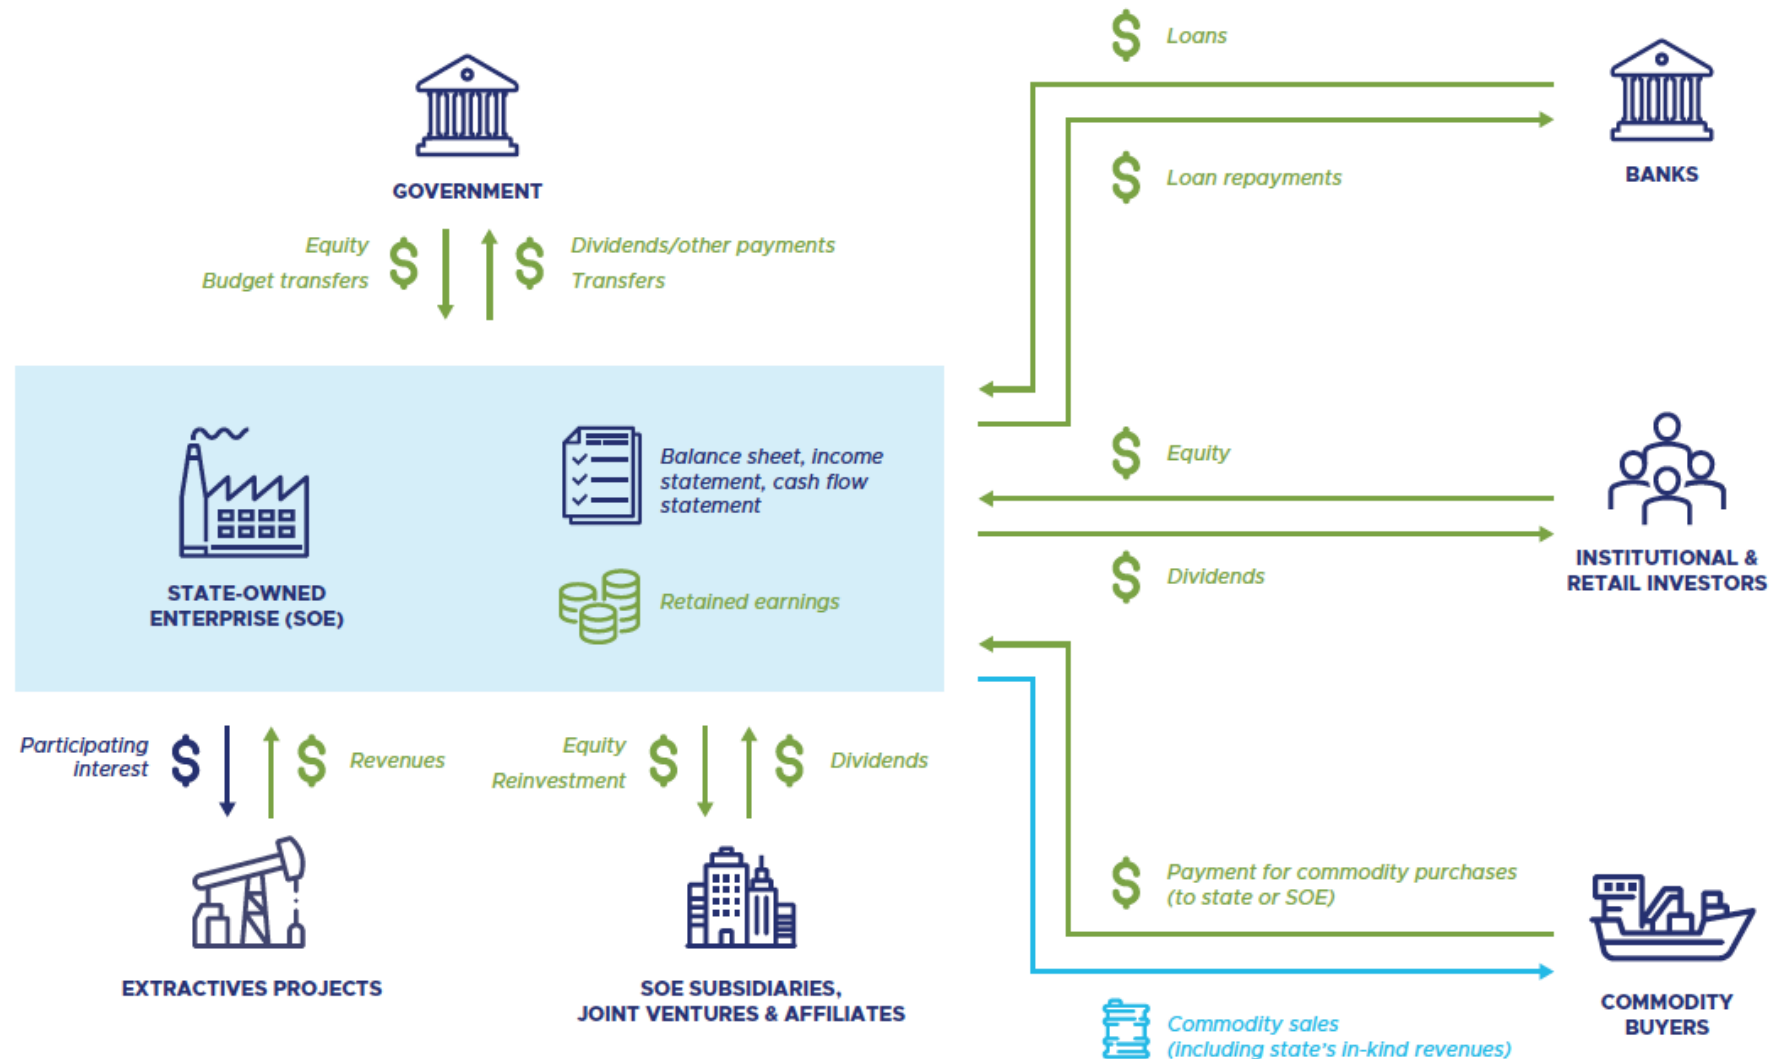 Loans
Loan repayments
BANKS
GOVERNMENT
Equity
Budget transfers
$
$
Dividends/other payments
Transfers
$
$
STATE-OWNED
ENTERPRISE (SOE)
Balance sheet, income
statement, cash flow
statement
Retained earnings
$
Equity
$
Dividends
INSTITUTIONAL &
RETAIL INVESTORS
Participating
interest
$
$
Revenues
Equity
Reinvestment
$
$
Dividends
EXTRACTIVES PROJECTS
SOE SUBSIDIARIES,
JOINT VENTURES & AFFILIATES
$
Payment for commodity purchases
(to state or SOE)
Commodity sales
(including state's in-kind revenues)
COMMODITY
BUYERS